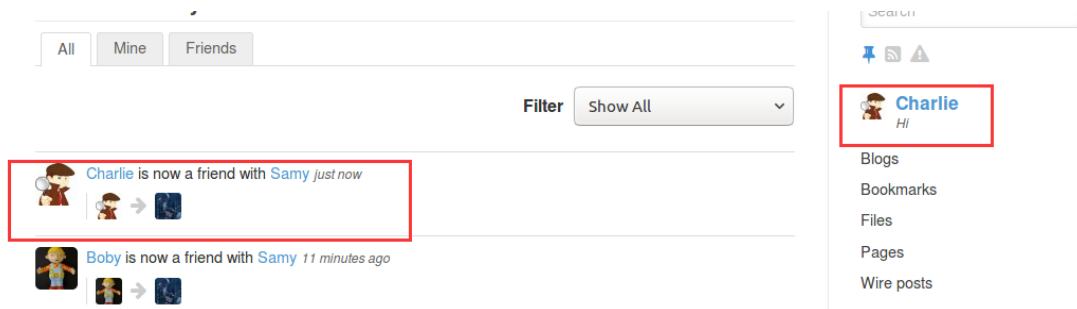 All
Mine
Friends
Filter
Show All
Charlie is now a friend with Samy just now
Boby is now a friend with Samy 11 minutes ago
Search
Charlie
Hi
Blogs
Bookmarks
Files
Pages
Wire posts